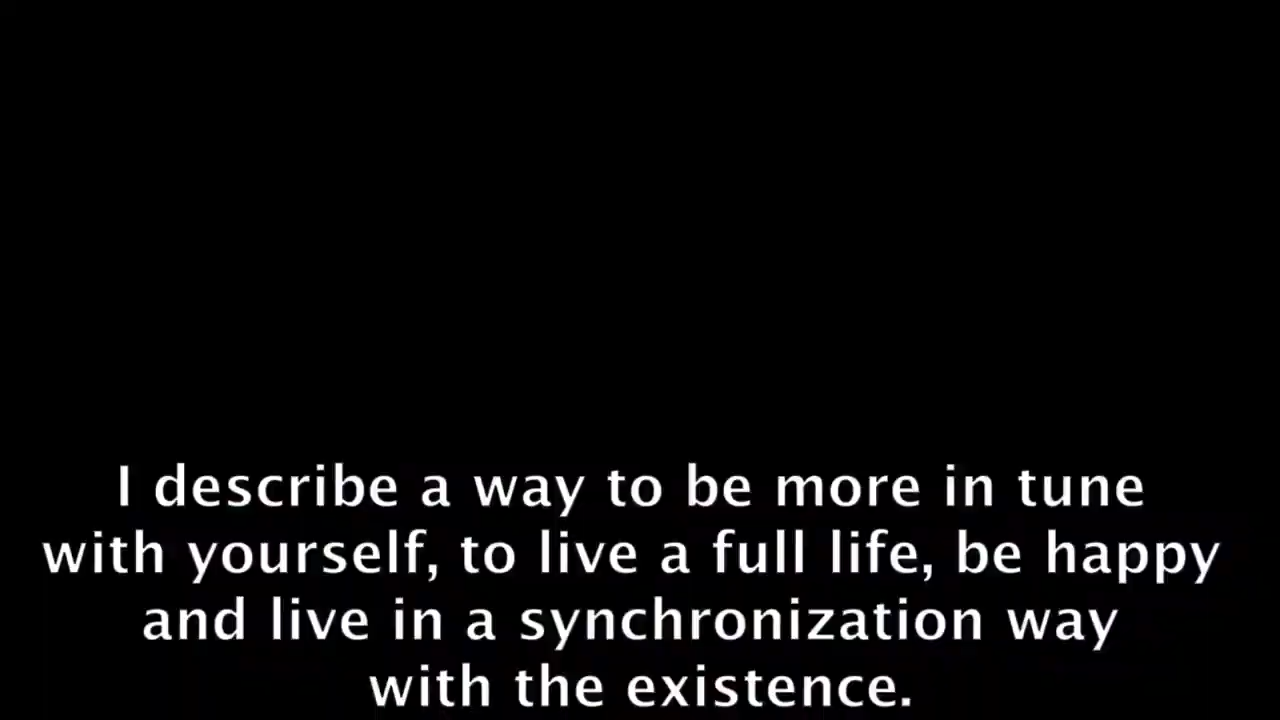 I describe a way to be more in tune
with yourself, to live a full life, be happy
and live in a synchronization way
with the existence.